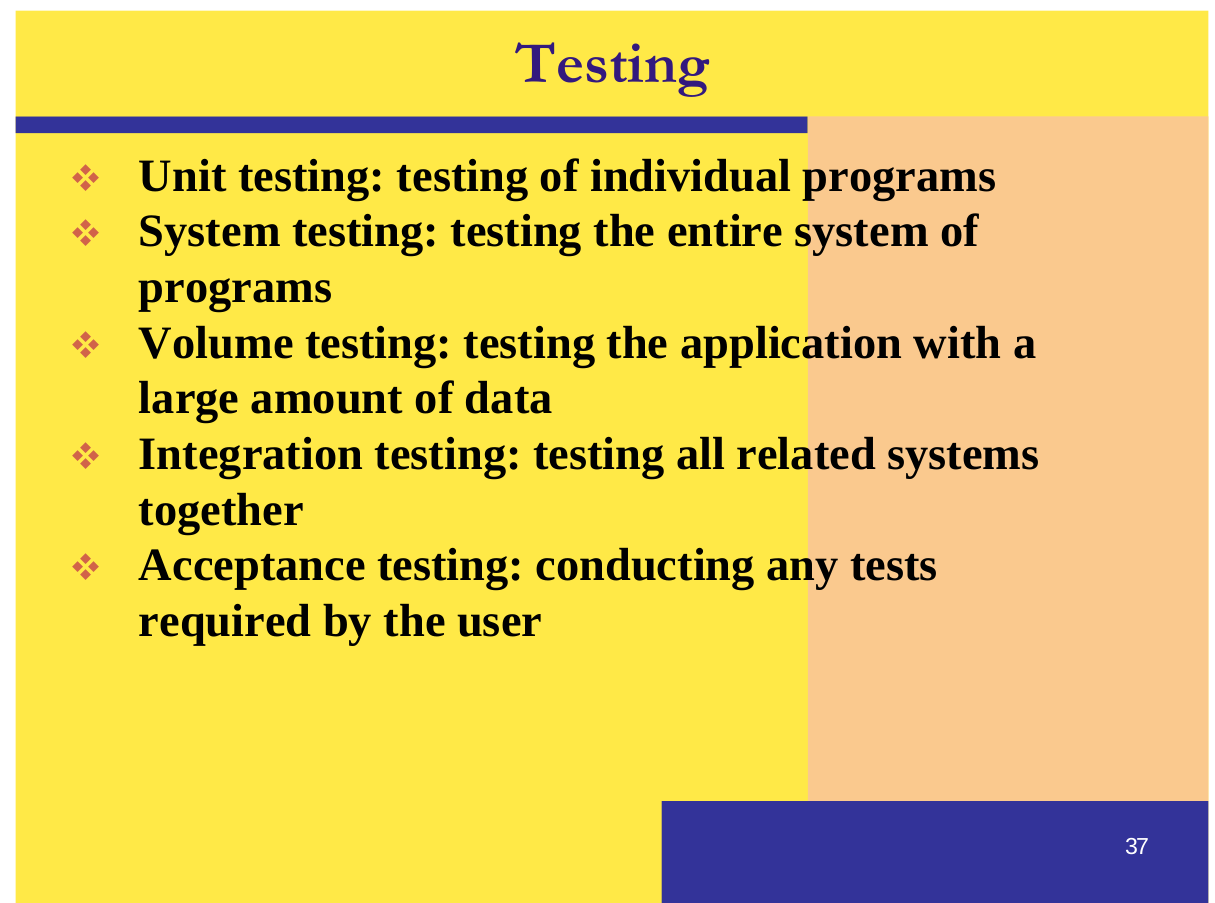 Testing
❖ Unit testing: testing of individual programs
❖ System testing: testing the entire system of
programs
❖ Volume testing: testing the application with a
large amount of data
❖ Integration testing: testing all related systems
together
❖ Acceptance testing: conducting any tests
required by the user
37